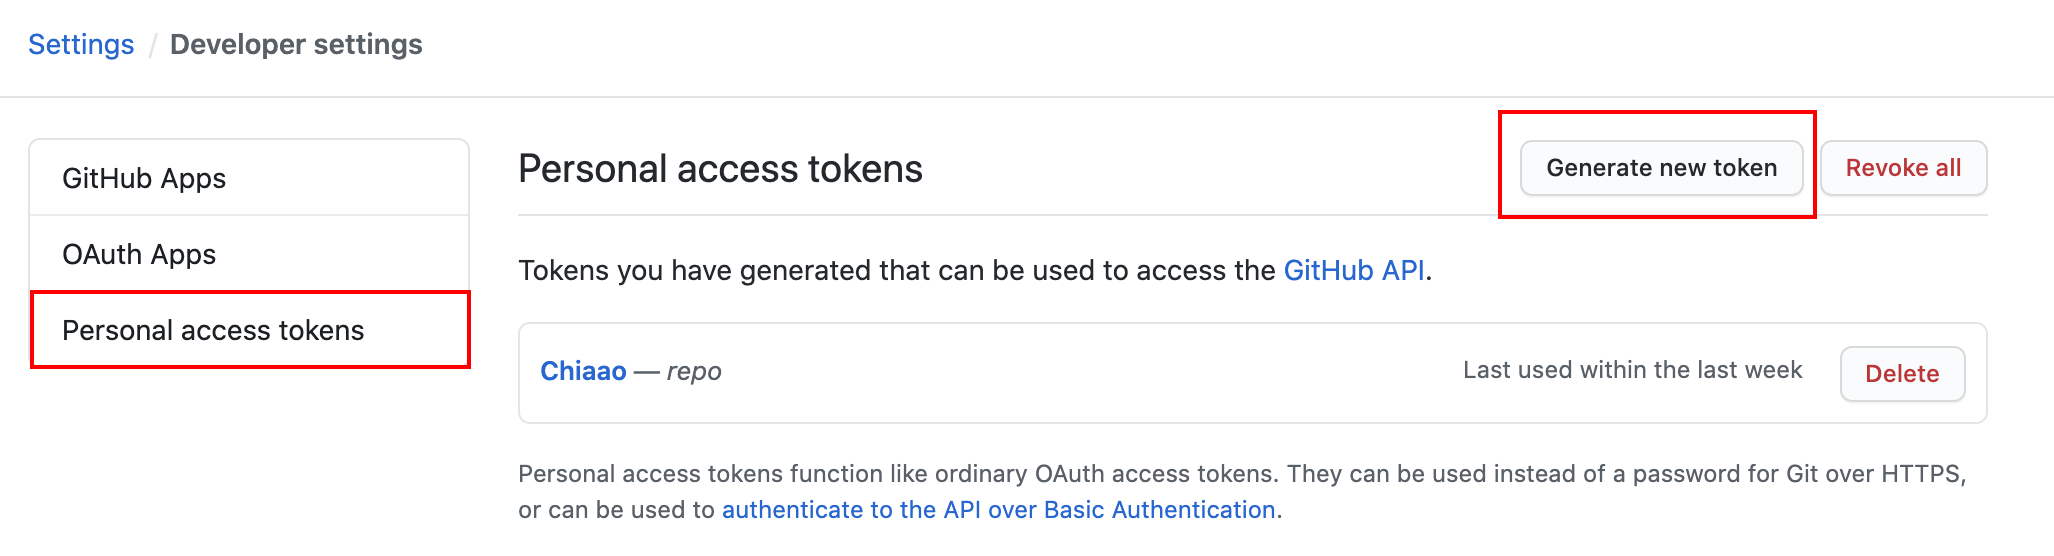 Settings / Developer settings
GitHub Apps
OAuth Apps
Personal access tokens
Personal access tokens
Generate new token
Revoke all
Tokens you have generated that can be used to access the GitHub API.
Chiaao — repo
Last used within the last week
Delete
Personal access tokens function like ordinary OAuth access tokens. They can be used instead of a password for Git over HTTPS,
or can be used to authenticate to the API over Basic Authentication.